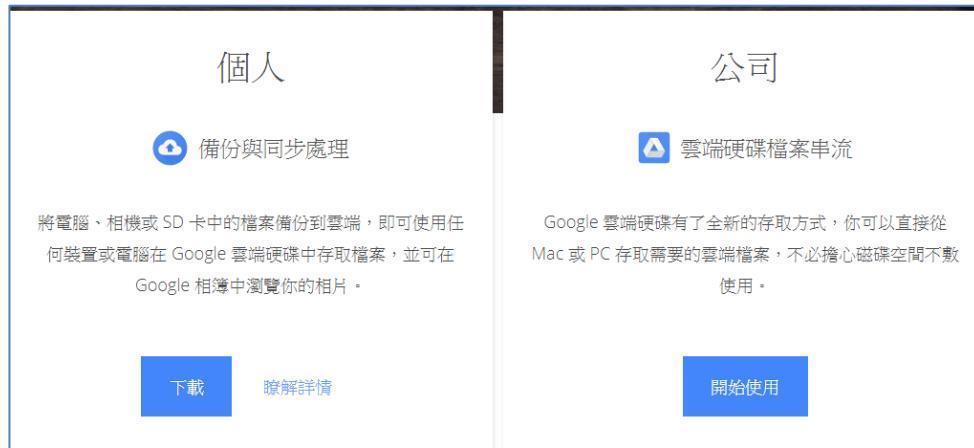 個人
備份與同步處理
將電腦、相機或 SD 卡中的檔案備份到雲端，即可使用任
何裝置或電腦在 Google 雲端硬碟中存取檔案，並可在
Google 相簿中瀏覽你的相片。
下載 瞭解詳情
公司
雲端硬碟檔案串流
Google 雲端硬碟有了全新的存取方式，你可以直接從
Mac 或 PC 存取需要的雲端檔案，不必擔心磁碟空間不敷
使用。
開始使用